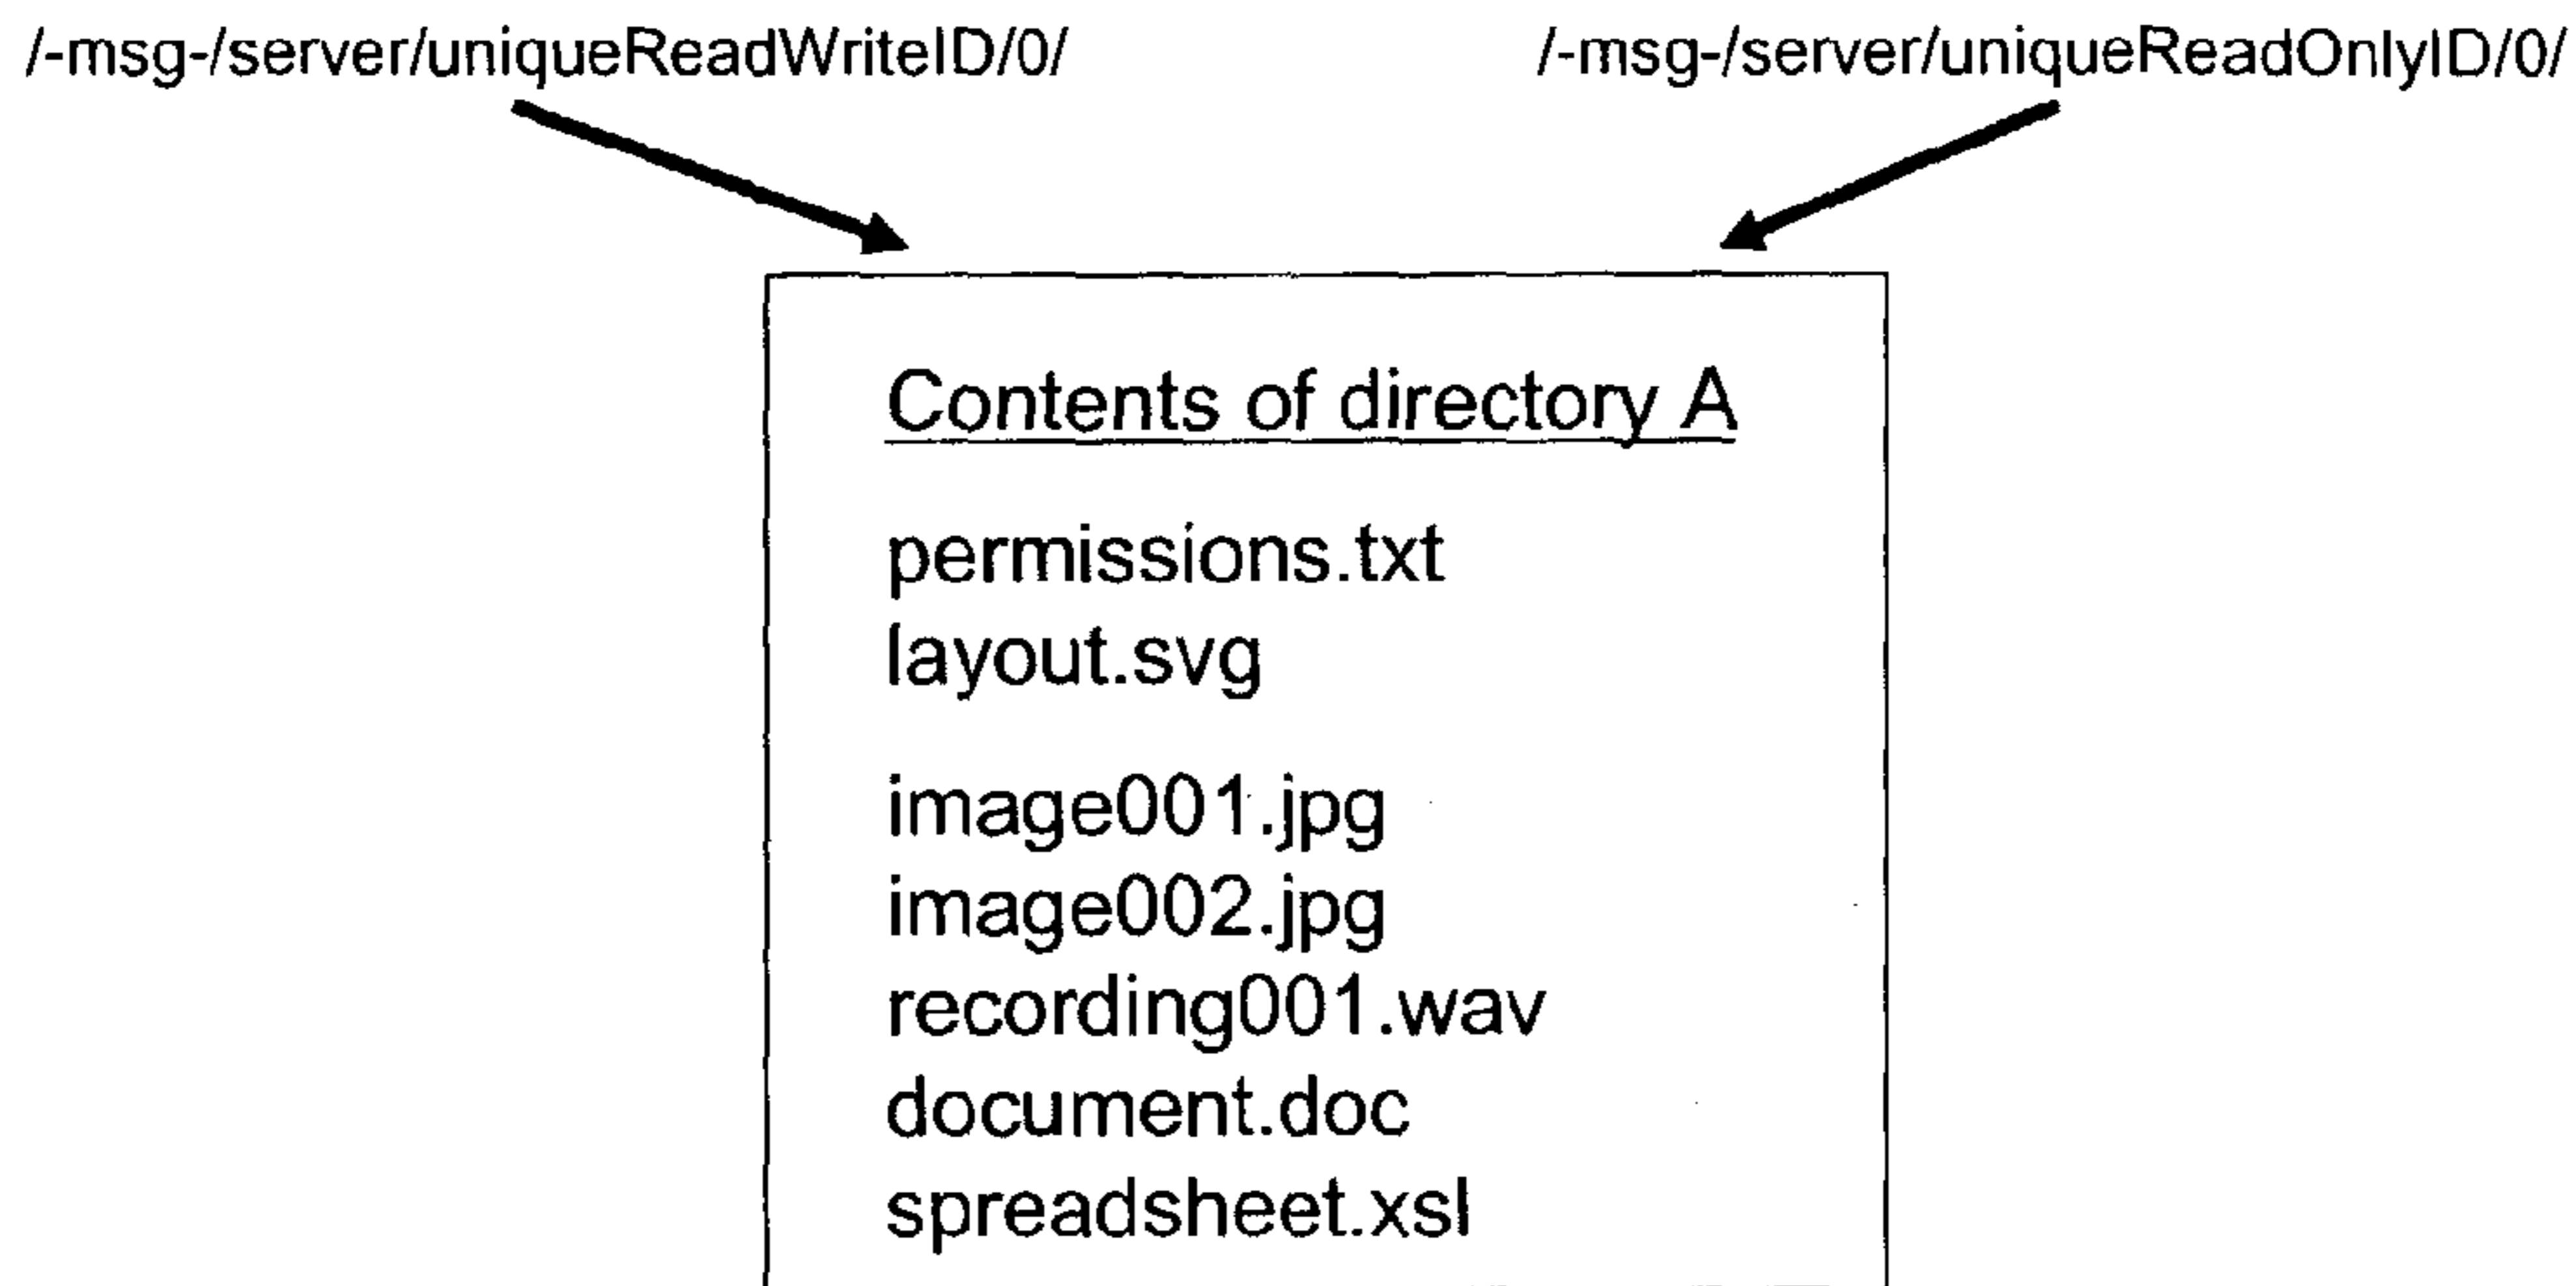 /-msg-/server/uniqueReadWriteID/0/
/-msg-/server/uniqueReadOnlyID/0/
Contents of directory A
permissions.txt
layout.svg
image001.jpg
image002.jpg
recording001.wav
document.doc
spreadsheet.xsl